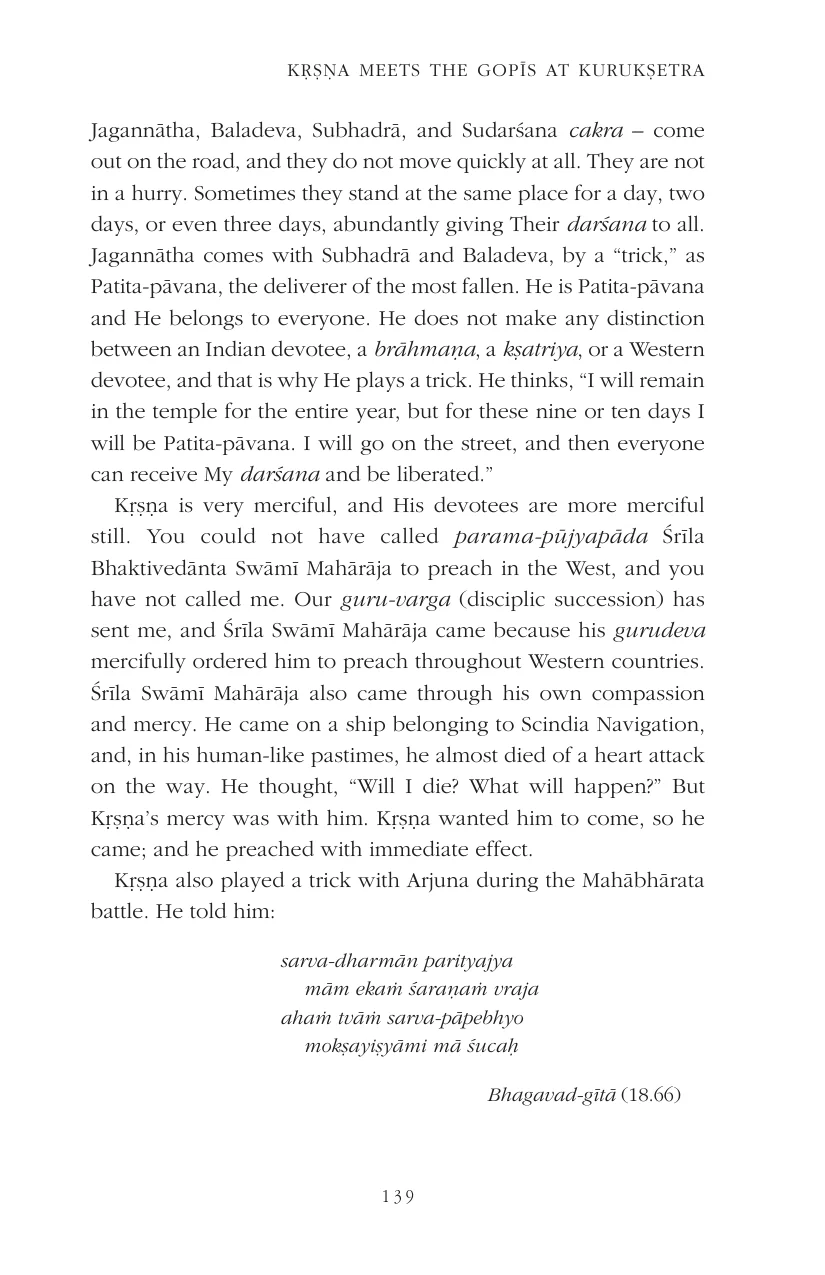 KṚṢṆA MEETS THE GOPĪS AT KURUKṢETRA
Jagannātha, Baladeva, Subhadrā, and Sudarśana cakra – come
out on the road, and they do not move quickly at all. They are not
in a hurry. Sometimes they stand at the same place for a day, two
days, or even three days, abundantly giving Their darśana to all.
Jagannātha comes with Subhadrā and Baladeva, by a “trick,” as
Patita-pāvana, the deliverer of the most fallen. He is Patita-pāvana
and He belongs to everyone. He does not make any distinction
between an Indian devotee, a brāhmaṇa, a kṣatriya, or a Western
devotee, and that is why He plays a trick. He thinks, “I will remain
in the temple for the entire year, but for these nine or ten days I
will be Patita-pāvana. I will go on the street, and then everyone
can receive My darśana and be liberated.”
Kṛṣṇa is very merciful, and His devotees are more merciful
still. You could not have called parama-pūjyapāda Śrīla
Bhaktivedānta Swāmī Mahārāja to preach in the West, and you
have not called me. Our guru-varga (disciplic succession) has
sent me, and Śrīla Swāmī Mahārāja came because his gurudeva
mercifully ordered him to preach throughout Western countries.
Śrīla Swāmī Mahārāja also came through his own compassion
and mercy. He came on a ship belonging to Scindia Navigation,
and, in his human-like pastimes, he almost died of a heart attack
on the way. He thought, “Will I die? What will happen?” But
Kṛṣṇa’s mercy was with him. Kṛṣṇa wanted him to come, so he
came; and he preached with immediate effect.
Kṛṣṇa also played a trick with Arjuna during the Mahābhārata
battle. He told him:
sarva-dharmān parityajya
mām ekaṁ śaraṇaṁ vraja
ahaṁ tvāṁ sarva-pāpebhyo
mokṣayiṣyāmi mā śucaḥ
Bhagavad-gītā (18.66)
139